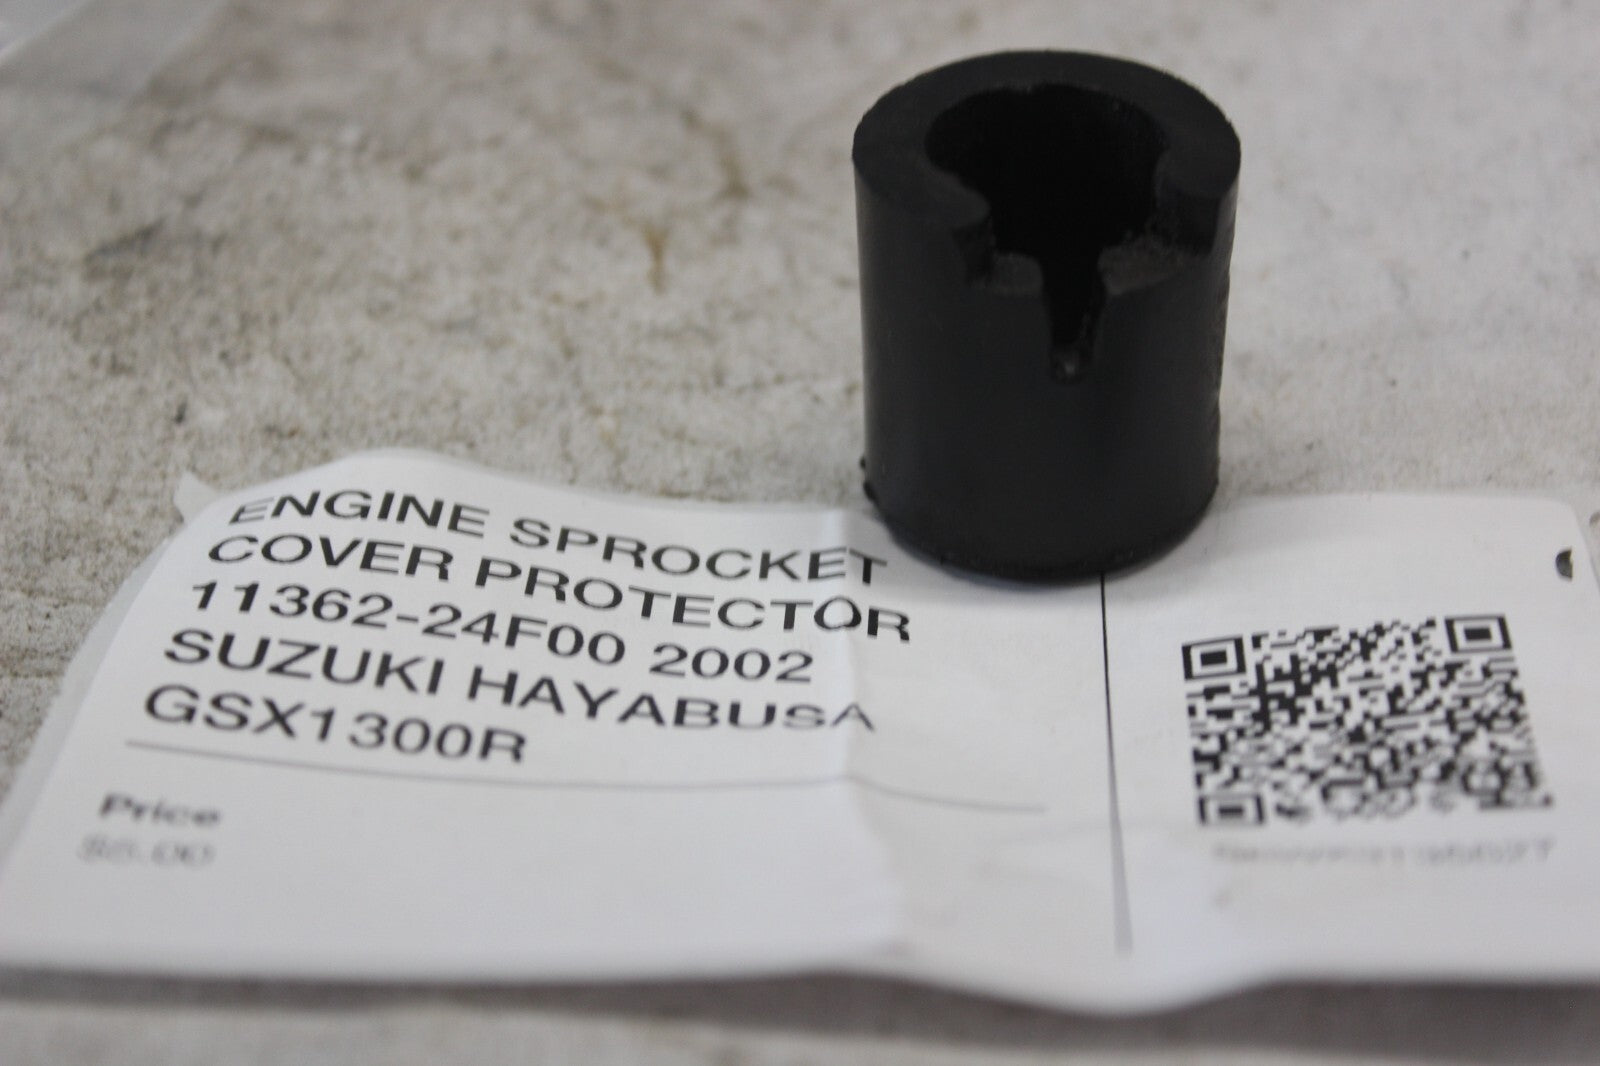 ENGINE SPROCKET
COVER PROTECTOR
11362-24F00 2002
SUZUKI HAYABUSA
GSX1300R
Price